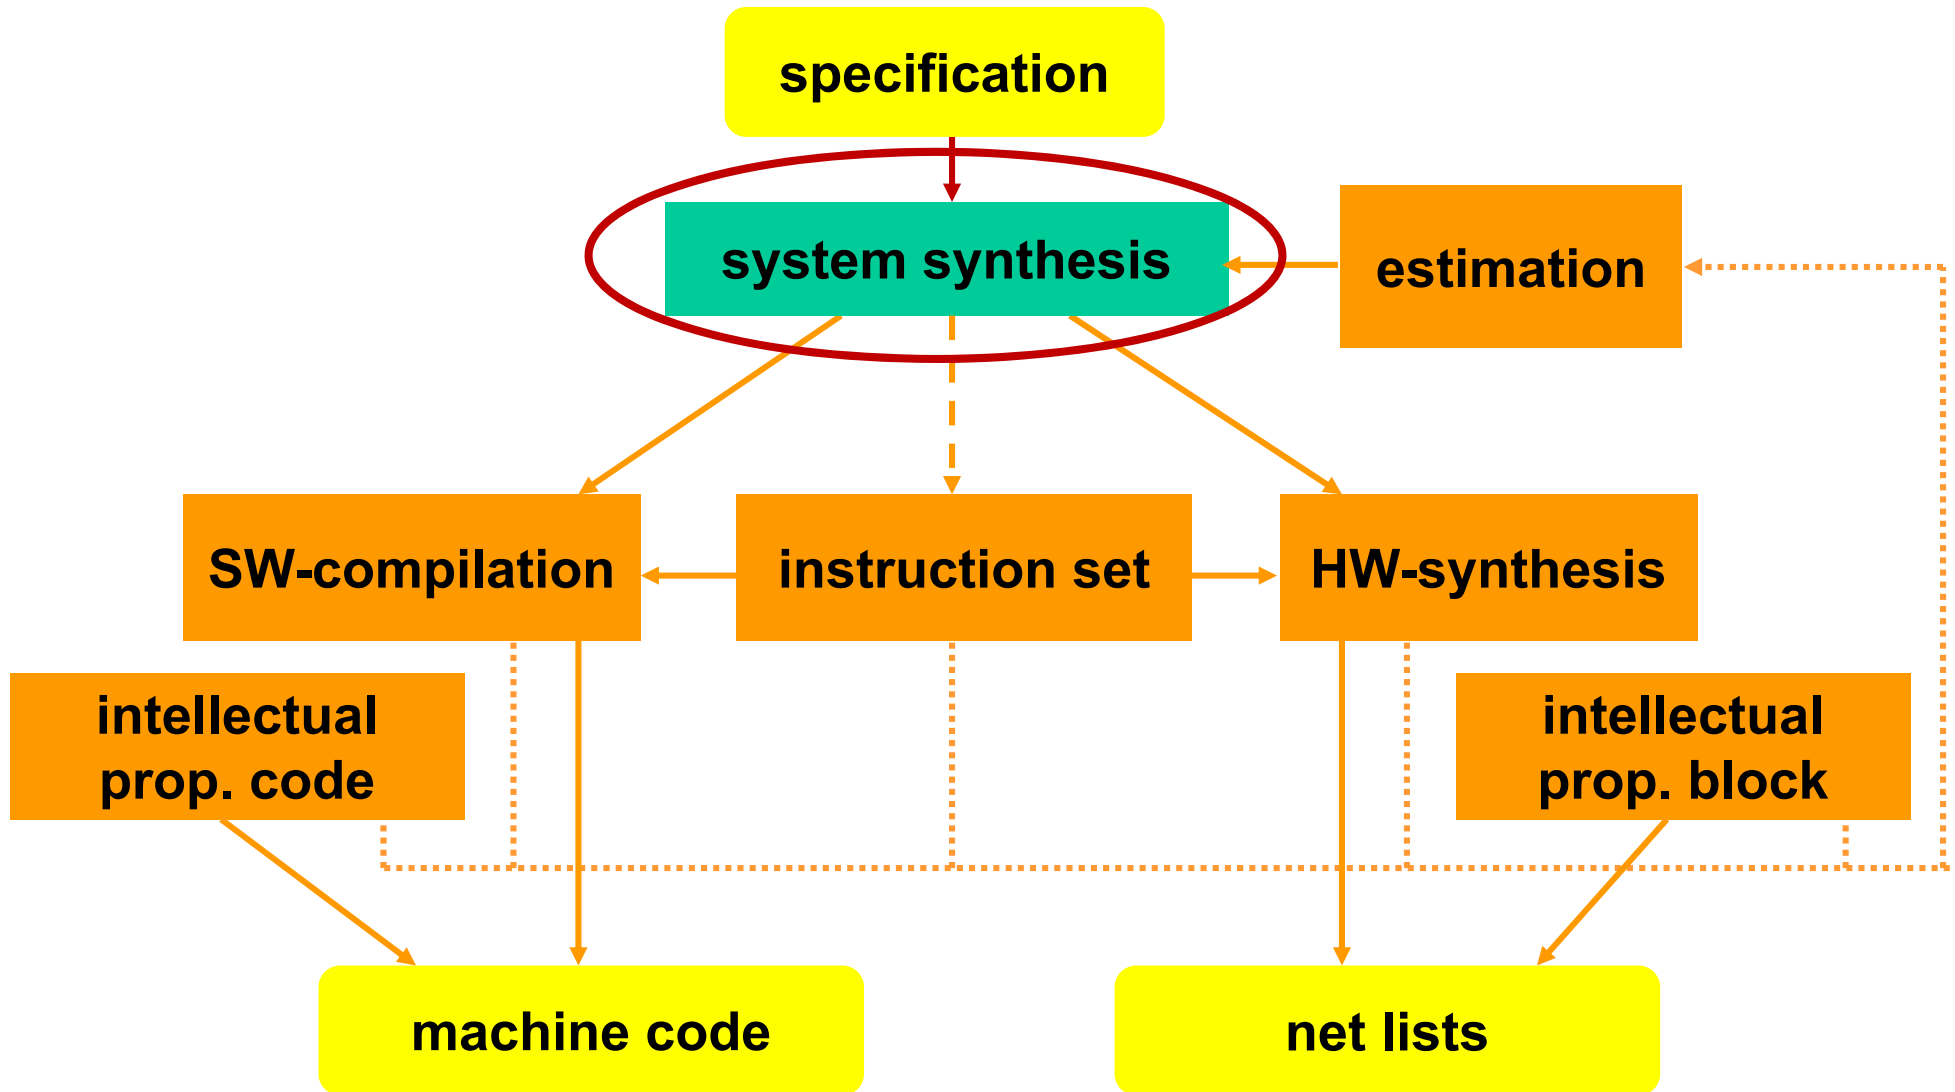 specification
system synthesis
estimation
SW-compilation
instruction set
HW-synthesis
intellectual
prop. code
intellectual
prop. block
machine code
net lists